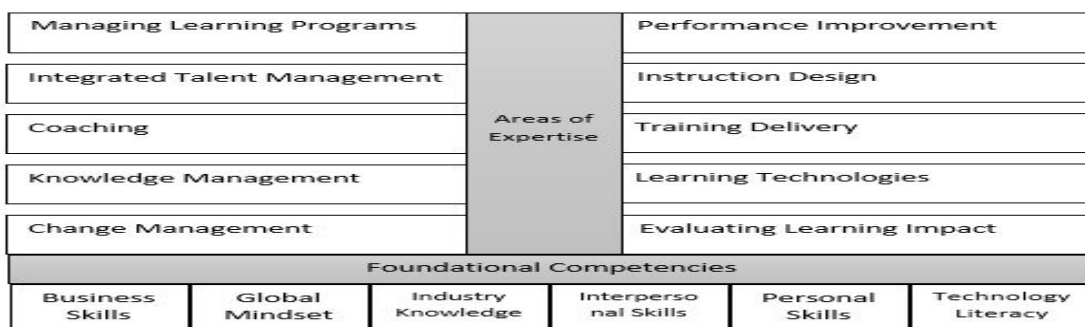 Managing Learning Programs
Integrated Talent Management
Coaching
Knowledge Management
Change Management
Areas of
Expertise
Performance Improvement
Instruction Design
Training Delivery
Learning Technologies
Evaluating Learning Impact
Foundational Competencies
Business
Skills
Global
Mindset
Industry
Knowledge
Interperso
nal Skills
Personal
Skills
Technology
Literacy